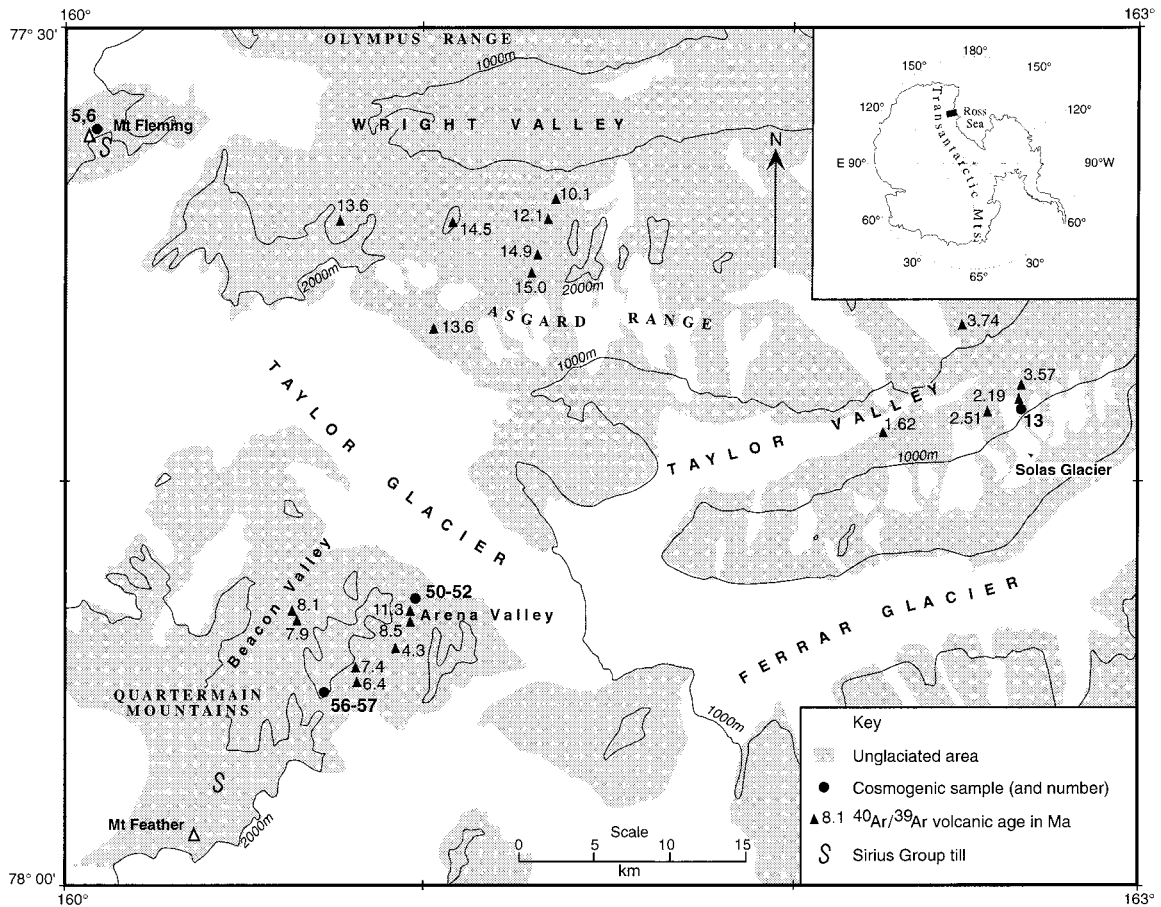 160°
163°
77° 30'
OLYMPUS RANGE
1000m
5,6
Mt Fleming
S
WRIGHT VALLEY
N
180°
150°
150°
120°
120°
Ross
Sea
Transantarctic Mts
E 90°
90°W
60°
60°
30°
30°
65°
10.1
13.6
12.1
14.5
14.9
15.0
2000m
2000m
ASGARD RANGE
13.6
3.74
1000m
3.57
2.19
2.51
13
1.62
TAYLOR VALLEY
1000m
Solas Glacier
TAYLOR GLACIER
Beacon Valley
50-52
8.1
11.3
Arena Valley
7.9
8.5
4.3
7.4
6.4
56-57
FERRAR GLACIER
QUARTERMAIN
MOUNTAINS
1000m
S
Mt Feather
2000m
Scale
0 5 10 15
km
Key
Unglaciated area
Cosmogenic sample (and number)
8.1 40Ar/39Ar volcanic age in Ma
S Sirius Group till
78° 00'
160°
163°